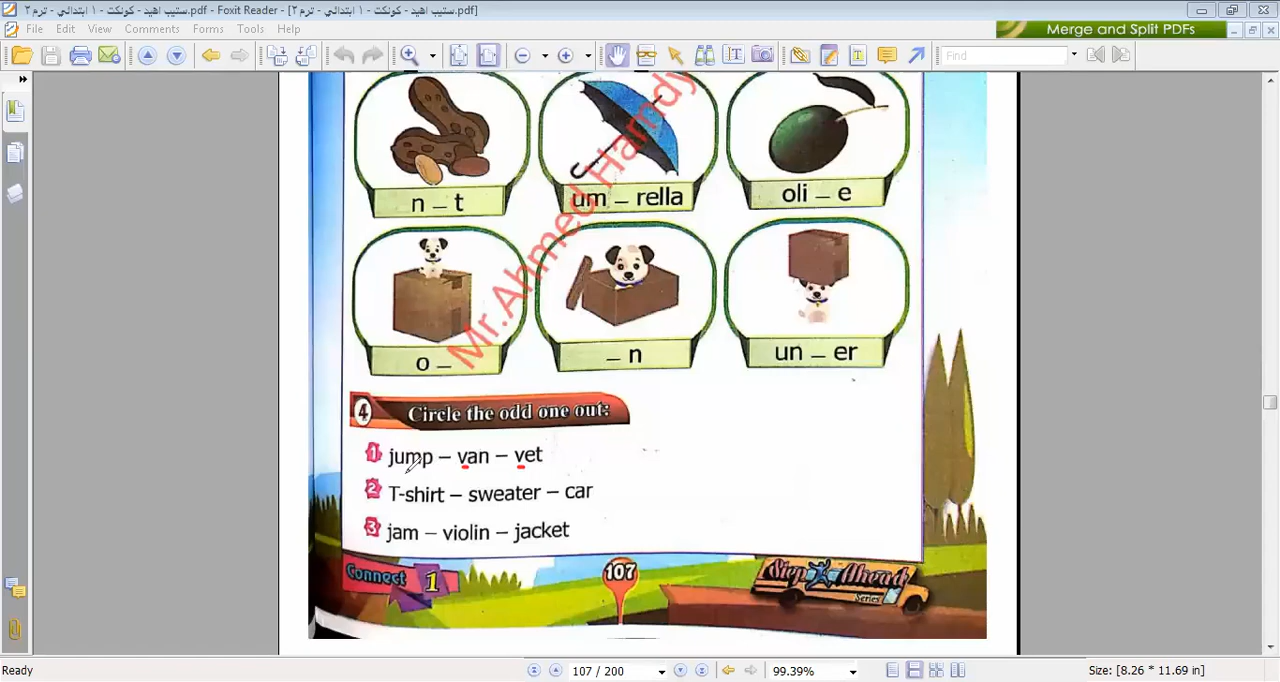 ستيب اهيد - كونكت - ١ ابتدائي - ترم ٢.pdf - Foxit Reader - [ستيب اهيد - كونكت - ١ ابتدائي - ترم ٢.pdf]
File Edit View Comments Forms Tools Help
Merge and Split PDFs
Find
n _ t
um _ rella
oli _ e
Mr.Ahmed Hamdy
o _
_ n
un _ er
4 Circle the odd one out:
1 jump – van – vet
2 T-shirt – sweater – car
3 jam – violin – jacket
Connect 1
107
Step Ahead
Series
Ready
107 / 200
99.39%
Size: [8.26 * 11.69 in]